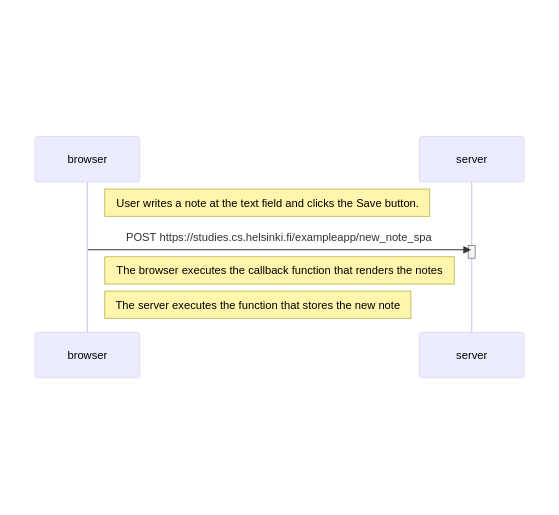 browser
server
User writes a note at the text field and clicks the Save button.
POST https://studies.cs.helsinki.fi/exampleapp/new_note_spa
The browser executes the callback function that renders the notes
The server executes the function that stores the new note
browser
server